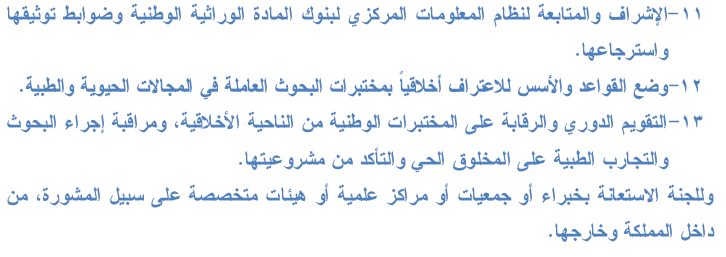 ١١-الإشراف والمتابعة لنظام المعلومات المركزي لبنوك المادة الوراثية الوطنية وضوابط توثيقها
واسترجاعها.
١٢-وضع القواعد والأسس للاعتراف أخلاقياً بمختبرات البحوث العاملة في المجالات الحيوية والطبية.
١٣-التقويم الدوري والرقابة على المختبرات الوطنية من الناحية الأخلاقية، ومراقبة إجراء البحوث
والتجارب الطبية على المخلوق الحي والتأكد من مشروعيتها.
وللجنة الاستعانة بخبراء أو جمعيات أو مراكز علمية أو هيئات متخصصة على سبيل المشورة، من
داخل المملكة وخارجها.